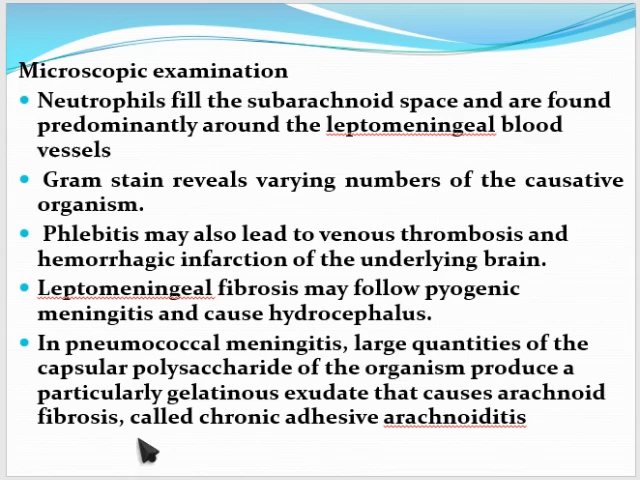 Microscopic examination
• Neutrophils fill the subarachnoid space and are found
predominantly around the leptomeningeal blood
vessels
• Gram stain reveals varying numbers of the causative
organism.
• Phlebitis may also lead to venous thrombosis and
hemorrhagic infarction of the underlying brain.
• Leptomeningeal fibrosis may follow pyogenic
meningitis and cause hydrocephalus.
• In pneumococcal meningitis, large quantities of the
capsular polysaccharide of the organism produce a
particularly gelatinous exudate that causes arachnoid
fibrosis, called chronic adhesive arachnoiditis